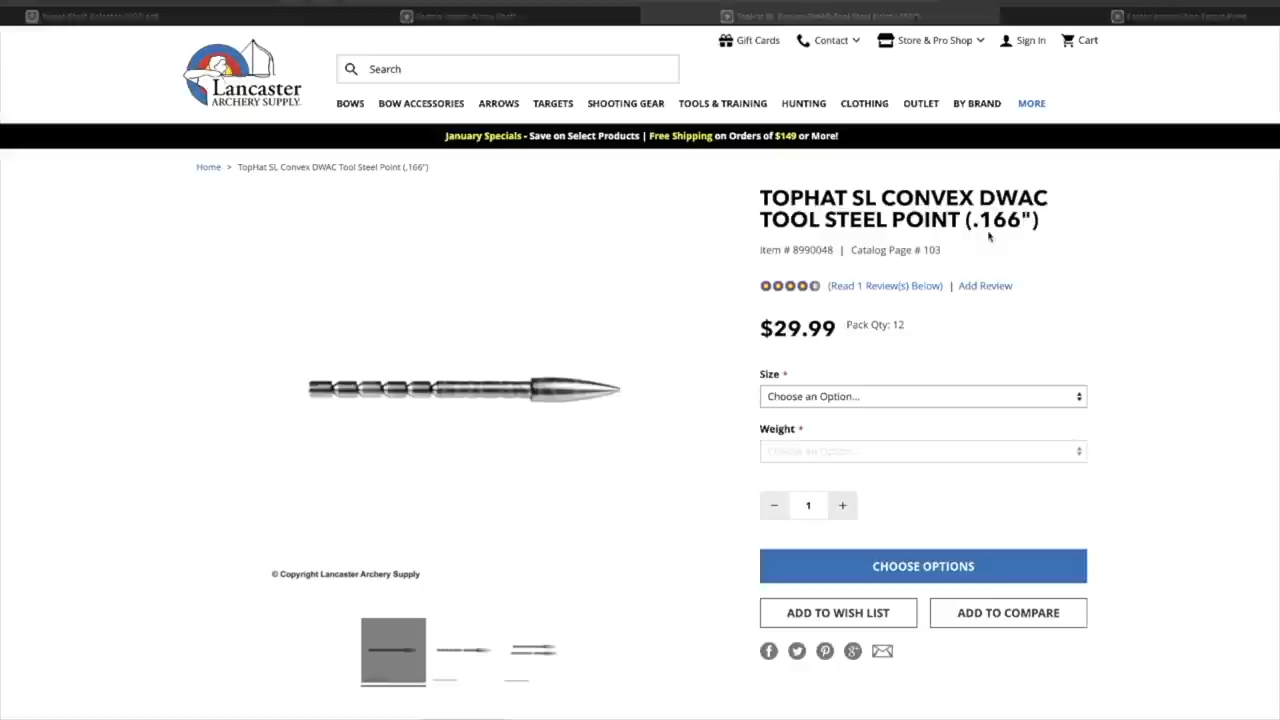 Gift Cards
Contact
Store & Pro Shop
Sign In
Cart
Lancaster
ARCHERY SUPPLY
Search
BOWS
BOW ACCESSORIES
ARROWS
TARGETS
SHOOTING GEAR
TOOLS & TRAINING
HUNTING
CLOTHING
OUTLET
BY BRAND
MORE
January Specials - Save on Select Products | Free Shipping on Orders of $149 or More!
Home > TopHat SL Convex DWAC Tool Steel Point (.166")
TOPHAT SL CONVEX DWAC
TOOL STEEL POINT (.166")
Item # 8990048 | Catalog Page # 103
(Read 1 Review(s) Below) | Add Review
$29.99 Pack Qty: 12
Size *
Choose an Option...
Weight *
Choose an Option...
− 1 +
CHOOSE OPTIONS
© Copyright Lancaster Archery Supply
ADD TO WISH LIST
ADD TO COMPARE